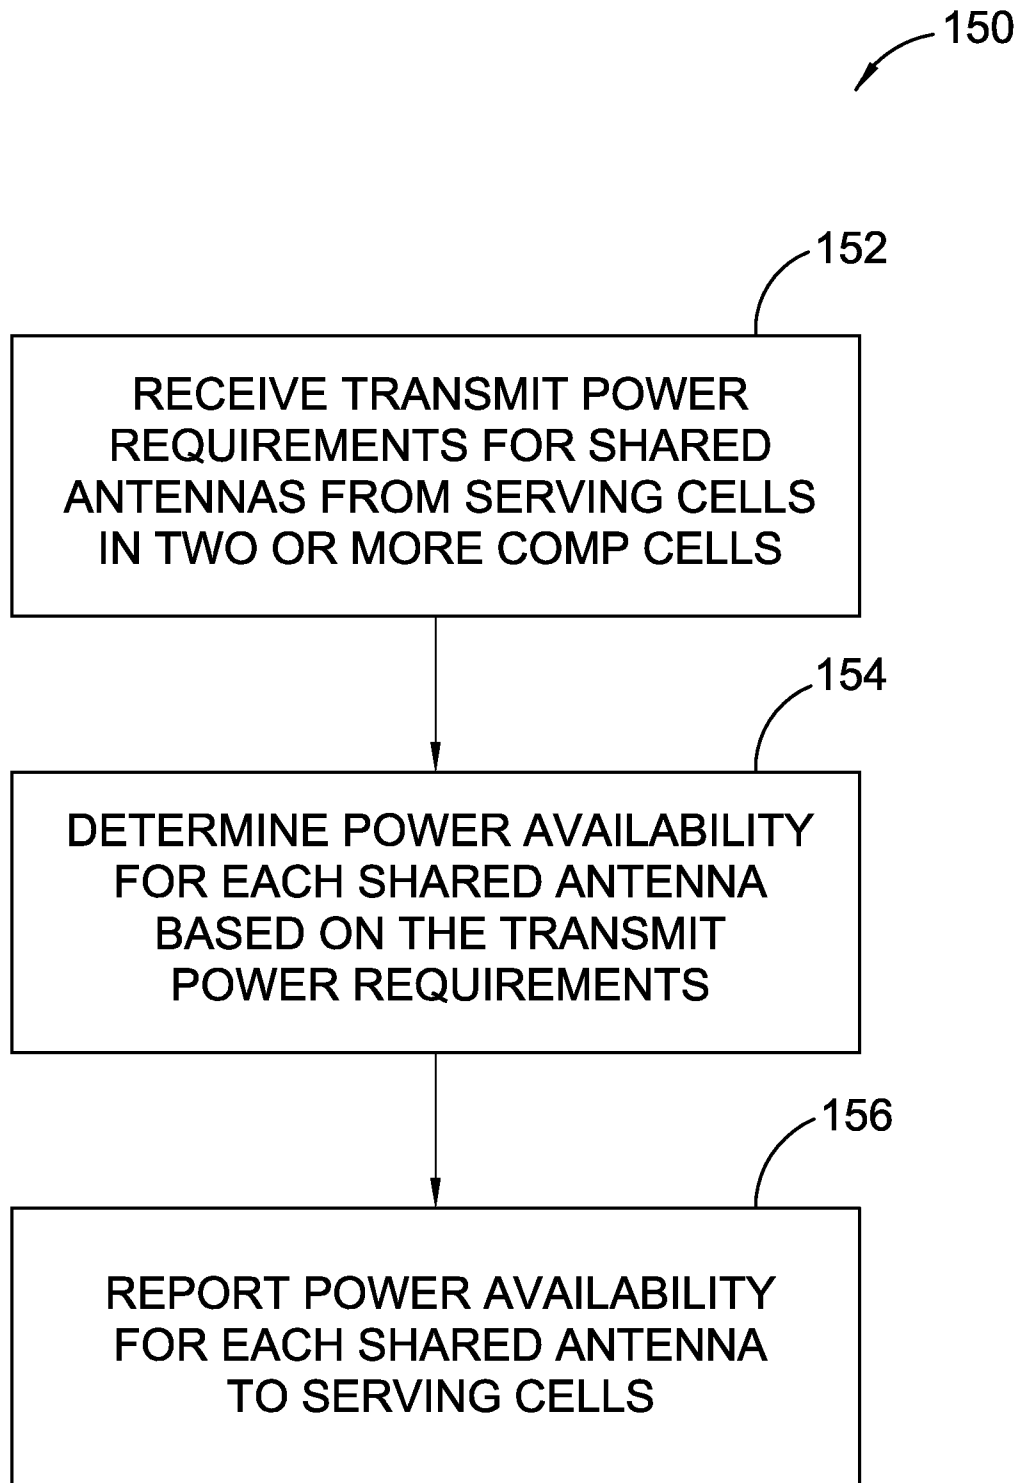 150
152
RECEIVE TRANSMIT POWER
REQUIREMENTS FOR SHARED
ANTENNAS FROM SERVING CELLS
IN TWO OR MORE COMP CELLS
154
DETERMINE POWER AVAILABILITY
FOR EACH SHARED ANTENNA
BASED ON THE TRANSMIT
POWER REQUIREMENTS
156
REPORT POWER AVAILABILITY
FOR EACH SHARED ANTENNA
TO SERVING CELLS